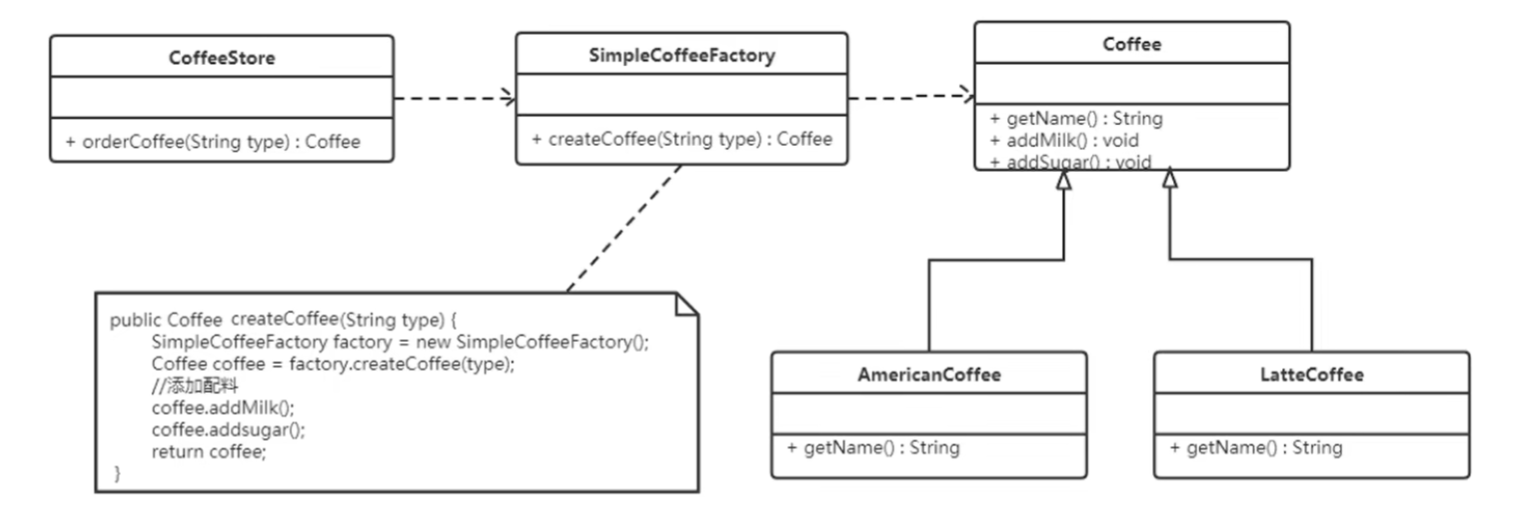 CoffeeStore
+ orderCoffee(String type) : Coffee
SimpleCoffeeFactory
+ createCoffee(String type) : Coffee
Coffee
+ getName() : String
+ addMilk() : void
+ addSugar() : void
public Coffee createCoffee(String type) {
SimpleCoffeeFactory factory = new SimpleCoffeeFactory();
Coffee coffee = factory.createCoffee(type);
//添加配料
coffee.addMilk();
coffee.addsugar();
return coffee;
}
AmericanCoffee
+ getName() : String
LatteCoffee
+ getName() : String